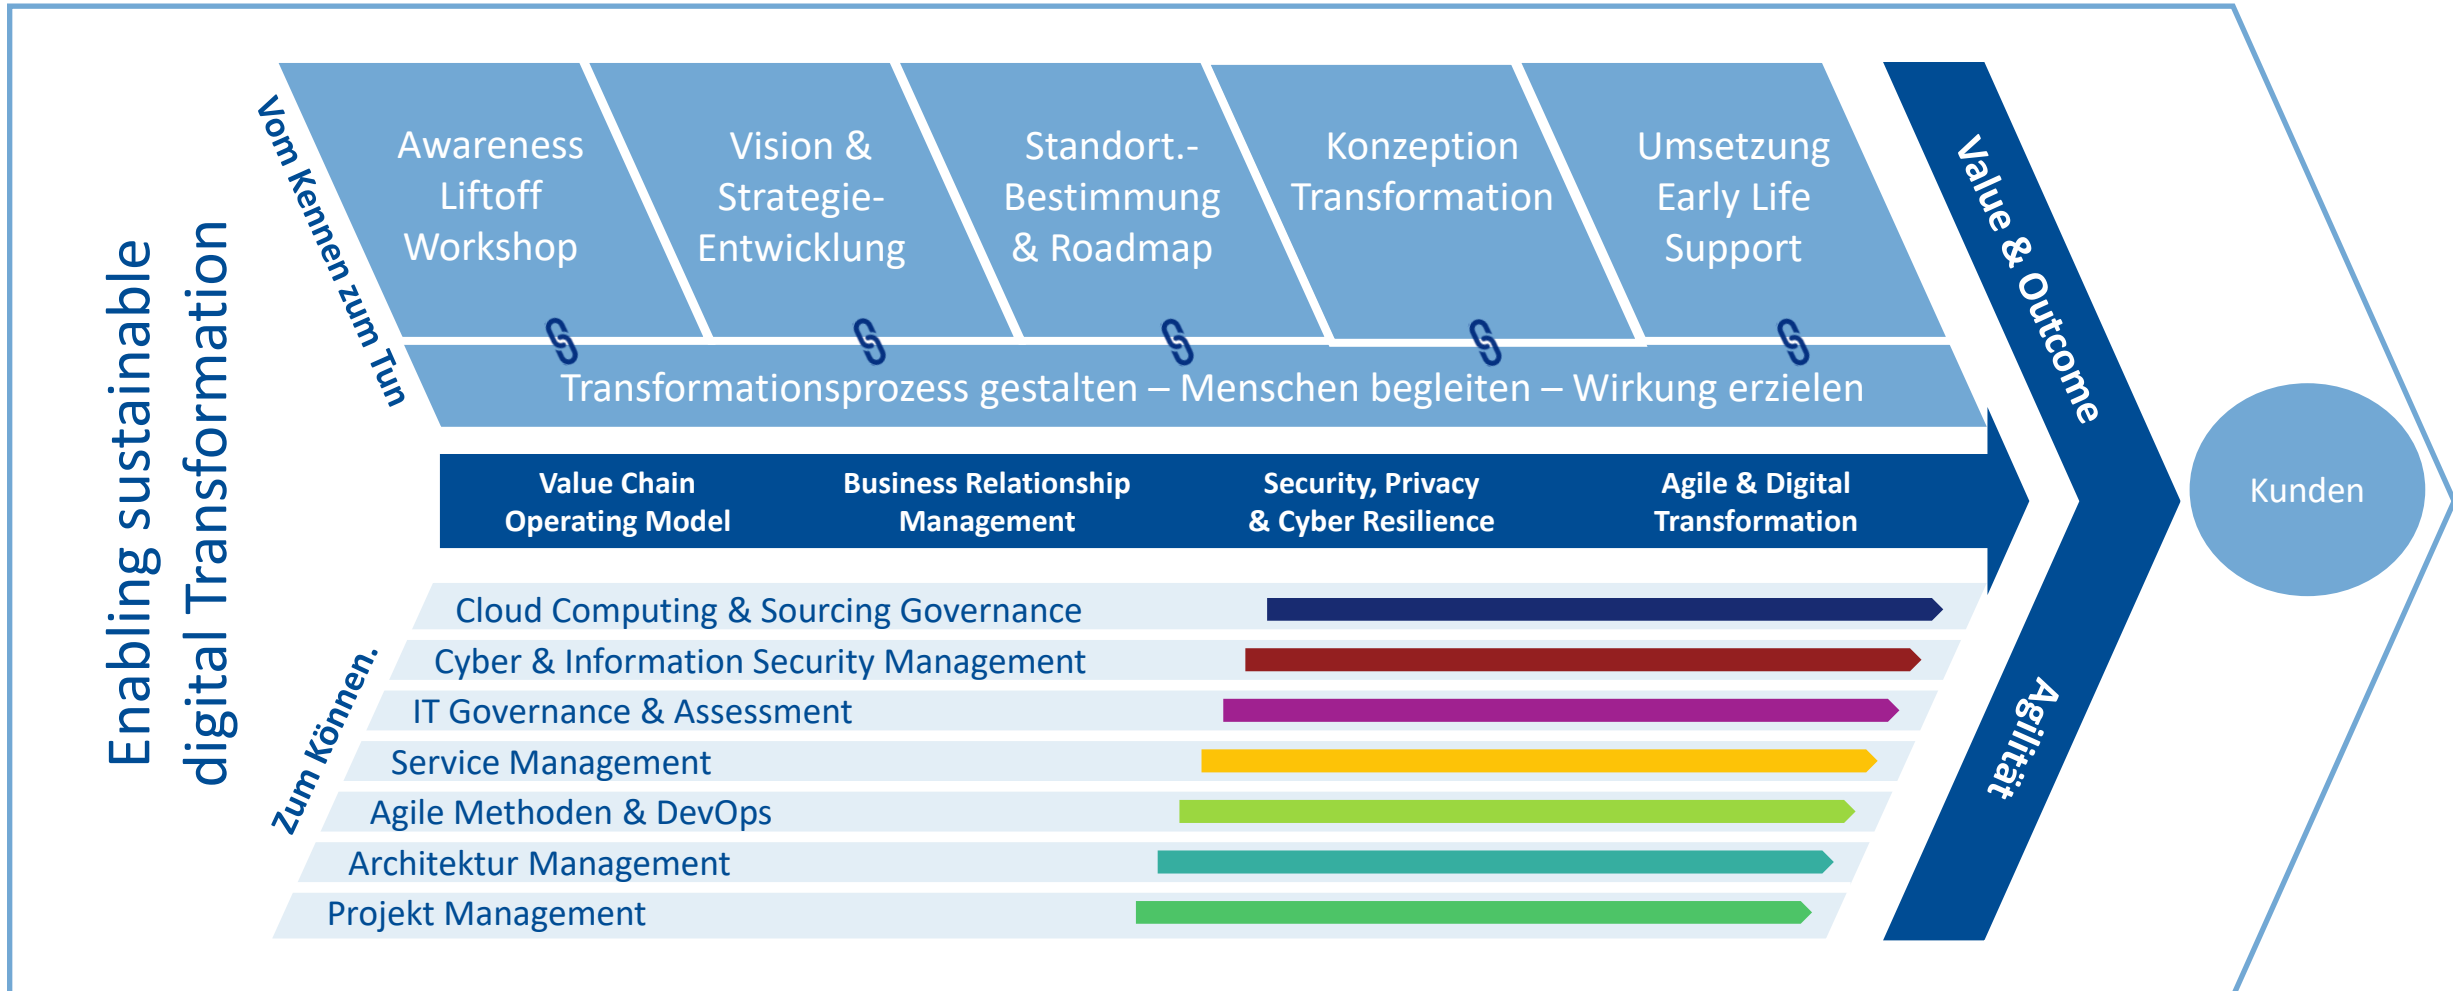 Enabling sustainable
digital Transformation
Vom Kennen zum Tun
Awareness
Liftoff
Workshop
Vision &
Strategie-
Entwicklung
Standort.-
Bestimmung
& Roadmap
Konzeption
Transformation
Umsetzung
Early Life
Support
Transformationsprozess gestalten – Menschen begleiten – Wirkung erzielen
Value Chain
Operating Model
Business Relationship
Management
Security, Privacy
& Cyber Resilience
Agile & Digital
Transformation
Zum Können.
Cloud Computing & Sourcing Governance
Cyber & Information Security Management
IT Governance & Assessment
Service Management
Agile Methoden & DevOps
Architektur Management
Projekt Management
Value & Outcome
Agilität
Kunden